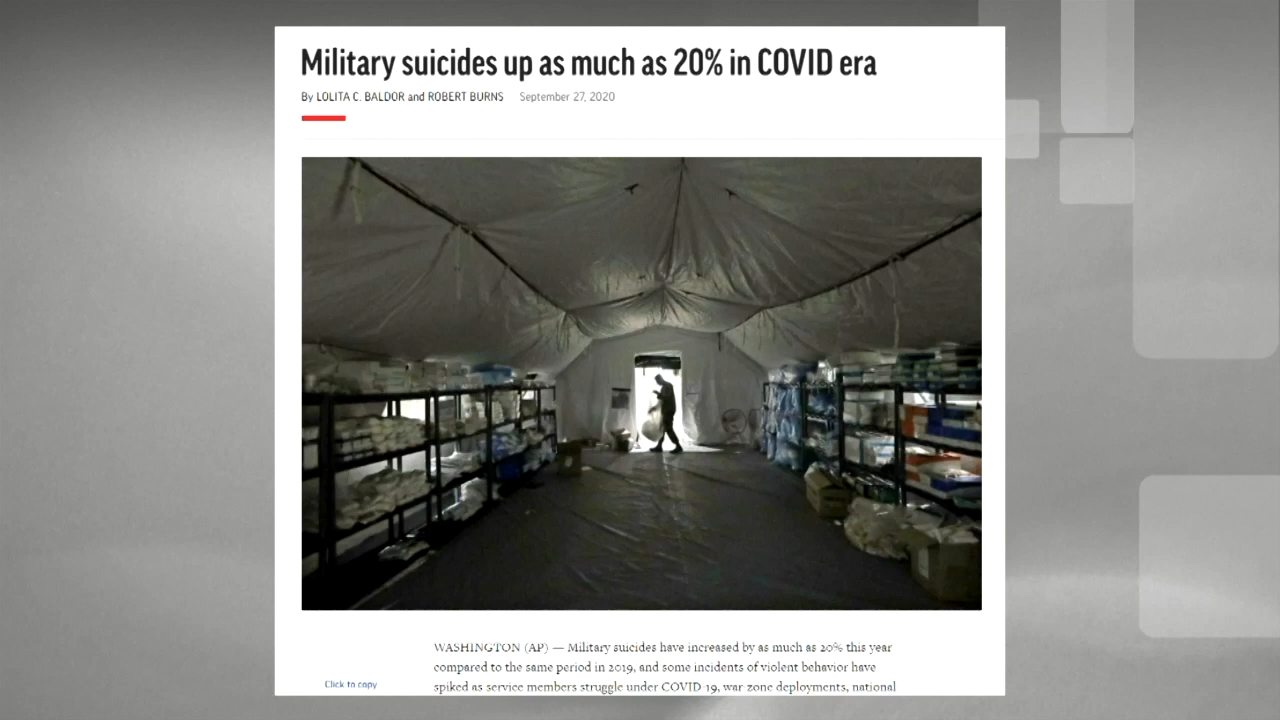 Military suicides up as much as 20% in COVID era
By LOLITA C. BALDOR and ROBERT BURNS September 27, 2020
WASHINGTON (AP) — Military suicides have increased by as much as 20% this year
compared to the same period in 2019, and some incidents of violent behavior have
Click to copy
spiked as service members struggle under COVID 19, war zone deployments, national